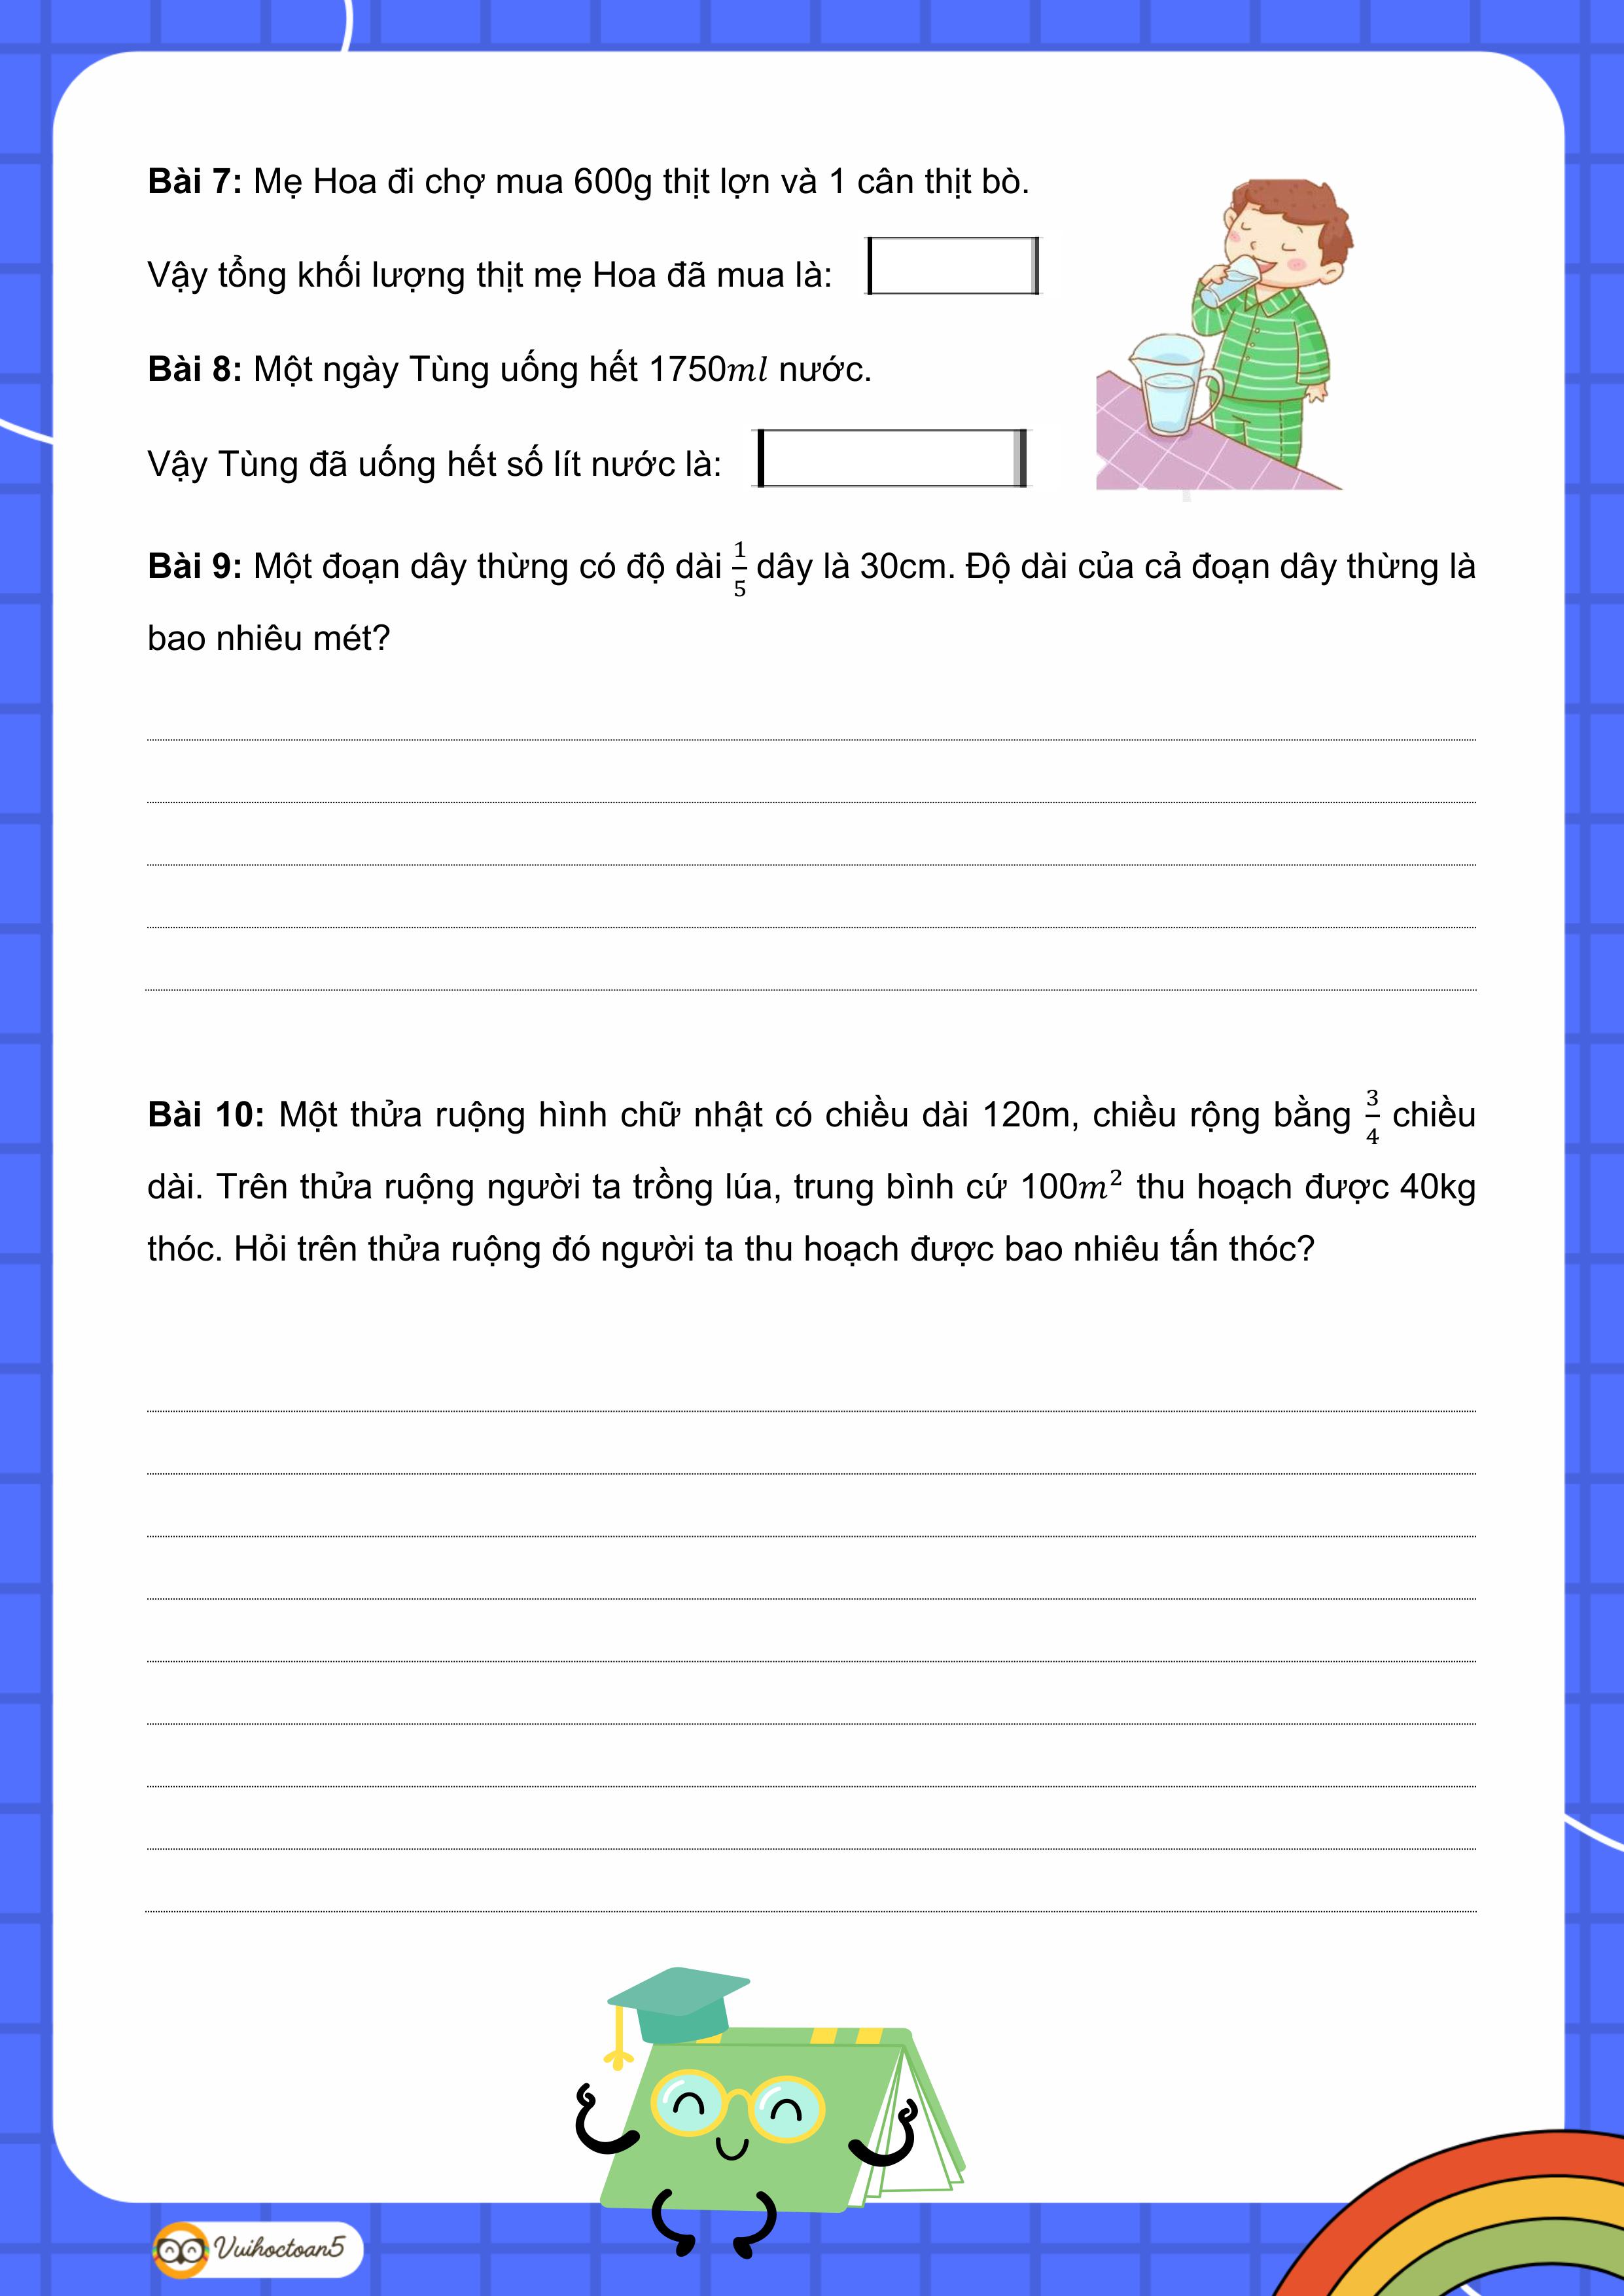 Bài 7: Mẹ Hoa đi chợ mua 600g thịt lợn và 1 cân thịt bò.
Vậy tổng khối lượng thịt mẹ Hoa đã mua là:
Bài 8: Một ngày Tùng uống hết 1750ml nước.
Vậy Tùng đã uống hết số lít nước là:
Bài 9: Một đoạn dây thừng có độ dài 1/5 dây là 30cm. Độ dài của cả đoạn dây thừng là
bao nhiêu mét?
Bài 10: Một thửa ruộng hình chữ nhật có chiều dài 120m, chiều rộng bằng 3/4 chiều
dài. Trên thửa ruộng người ta trồng lúa, trung bình cứ 100m² thu hoạch được 40kg
thóc. Hỏi trên thửa ruộng đó người ta thu hoạch được bao nhiêu tấn thóc?
Vuihoctoan5